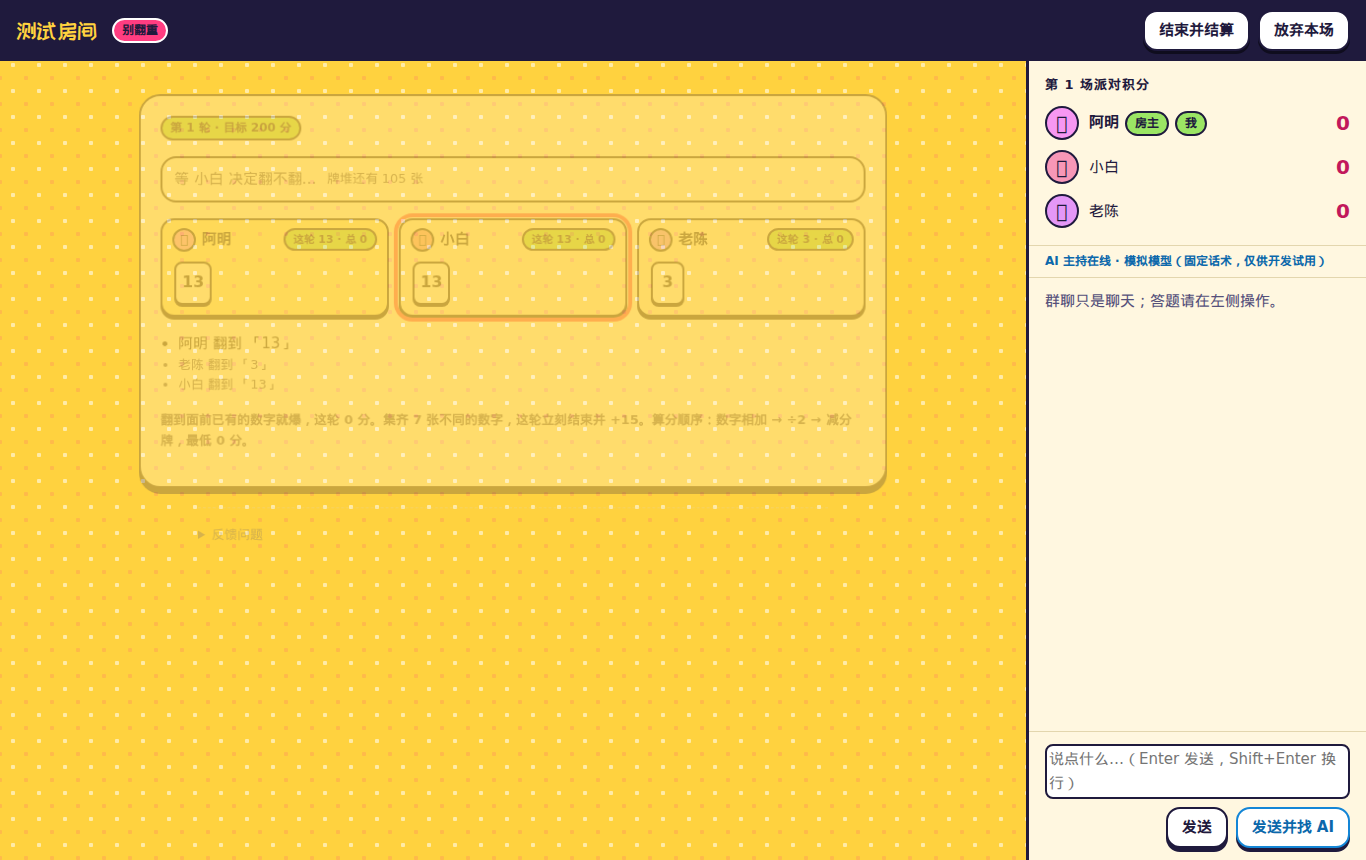 测试房间
别翻重
结束并结算
放弃本场
第 1 轮 · 目标 200 分
等 小白 决定翻不翻… 牌堆还有 105 张
阿明
这轮 13 · 总 0
13
小白
这轮 13 · 总 0
13
老陈
这轮 3 · 总 0
3
• 阿明 翻到「13」
• 老陈 翻到「3」
• 小白 翻到「13」
翻到面前已有的数字就爆，这轮 0 分。集齐 7 张不同的数字，这轮立刻结束并 +15。算分顺序：数字相加 → ÷2 → 减分
牌，最低 0 分。
▶ 反馈问题
第 1 场派对积分
阿明 房主 我 0
小白 0
老陈 0
AI 主持在线 · 模拟模型（固定话术，仅供开发试用）
群聊只是聊天；答题请在左侧操作。
说点什么…（Enter 发送，Shift+Enter 换
行）
发送
发送并找 AI